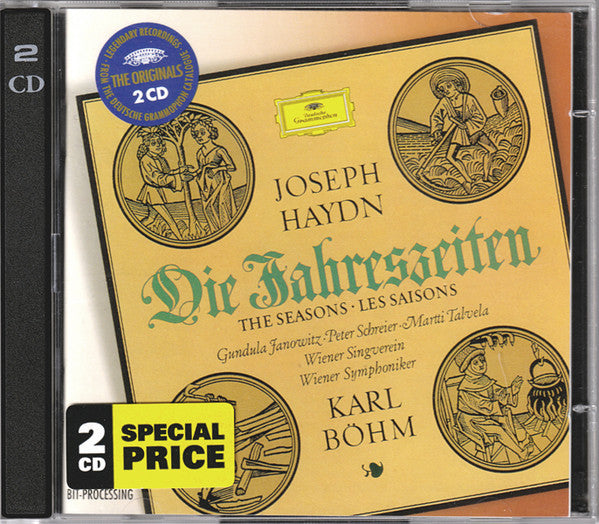 2
CD
LEGENDARY RECORDINGS
FROM THE DEUTSCHE GRAMMOPHON CATALOGUE
THE ORIGINALS
2 CD
Deutsche
Grammophon
JOSEPH
HAYDN
Die Jahreszeiten
THE SEASONS · LES SAISONS
Gundula Janowitz · Peter Schreier · Martti Talvela
Wiener Singverein
Wiener Symphoniker
KARL
BÖHM
2
CD
SPECIAL
PRICE
BIT-PROCESSING